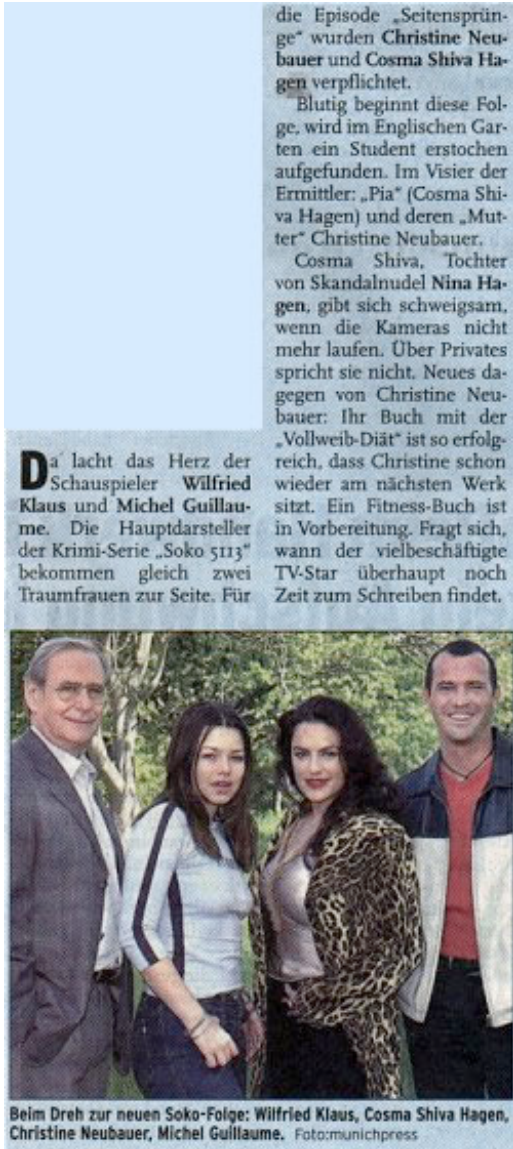 Da lacht das Herz der
Schauspieler Wilfried
Klaus und Michel Guillau-
me. Die Hauptdarsteller
der Krimi-Serie „Soko 5113"
bekommen gleich zwei
Traumfrauen zur Seite. Für
die Episode „Seitensprün-
ge" wurden Christine Neu-
bauer und Cosma Shiva Ha-
gen verpflichtet.
Blutig beginnt diese Fol-
ge, wird im Englischen Gar-
ten ein Student erstochen
aufgefunden. Im Visier der
Ermittler: „Pia" (Cosma Shi-
va Hagen) und deren „Mut-
ter" Christine Neubauer.
Cosma Shiva, Tochter
von Skandalnudel Nina Ha-
gen, gibt sich schweigsam,
wenn die Kameras nicht
mehr laufen. Über Privates
spricht sie nicht. Neues da-
gegen von Christine Neu-
bauer: Ihr Buch mit der
„Vollweib-Diät" ist so erfolg-
reich, dass Christine schon
wieder am nächsten Werk
sitzt. Ein Fitness-Buch ist
in Vorbereitung. Fragt sich,
wann der vielbeschäftigte
TV-Star überhaupt noch
Zeit zum Schreiben findet.
Beim Dreh zur neuen Soko-Folge: Wilfried Klaus, Cosma Shiva Hagen,
Christine Neubauer, Michel Guillaume. Foto:munichpress